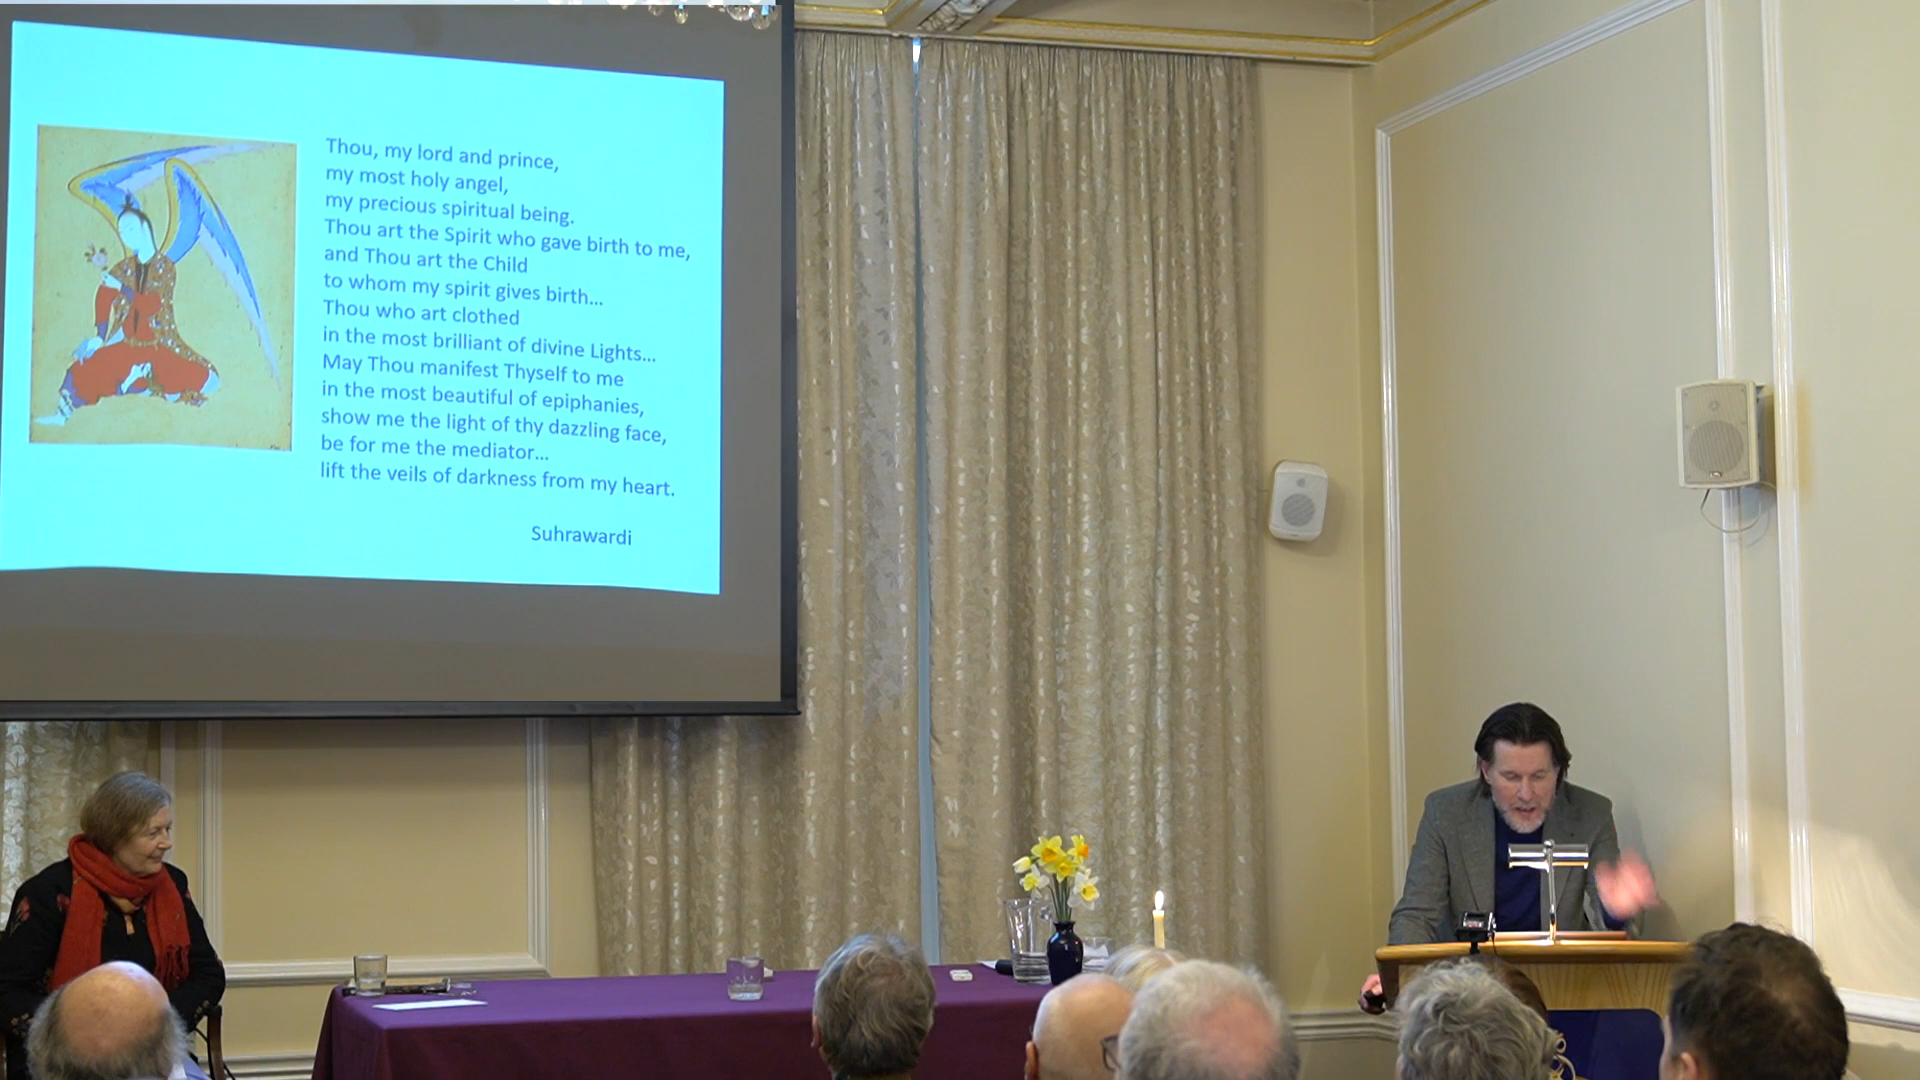 Thou, my lord and prince,
my most holy angel,
my precious spiritual being.
Thou art the Spirit who gave birth to me,
and Thou art the Child
to whom my spirit gives birth...
Thou who art clothed
in the most brilliant of divine Lights...
May Thou manifest Thyself to me
in the most beautiful of epiphanies,
show me the light of thy dazzling face,
be for me the mediator...
lift the veils of darkness from my heart.
Suhrawardi